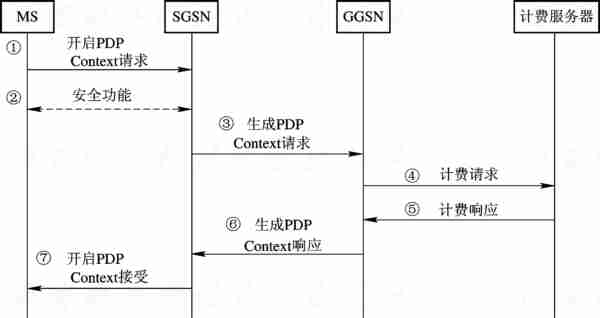 MS
SGSN
GGSN
计费服务器
① 开启PDP
Context请求
② 安全功能
③ 生成PDP
Context请求
④ 计费请求
⑤ 计费响应
⑥ 生成PDP
Context响应
⑦ 开启PDP
Context接受